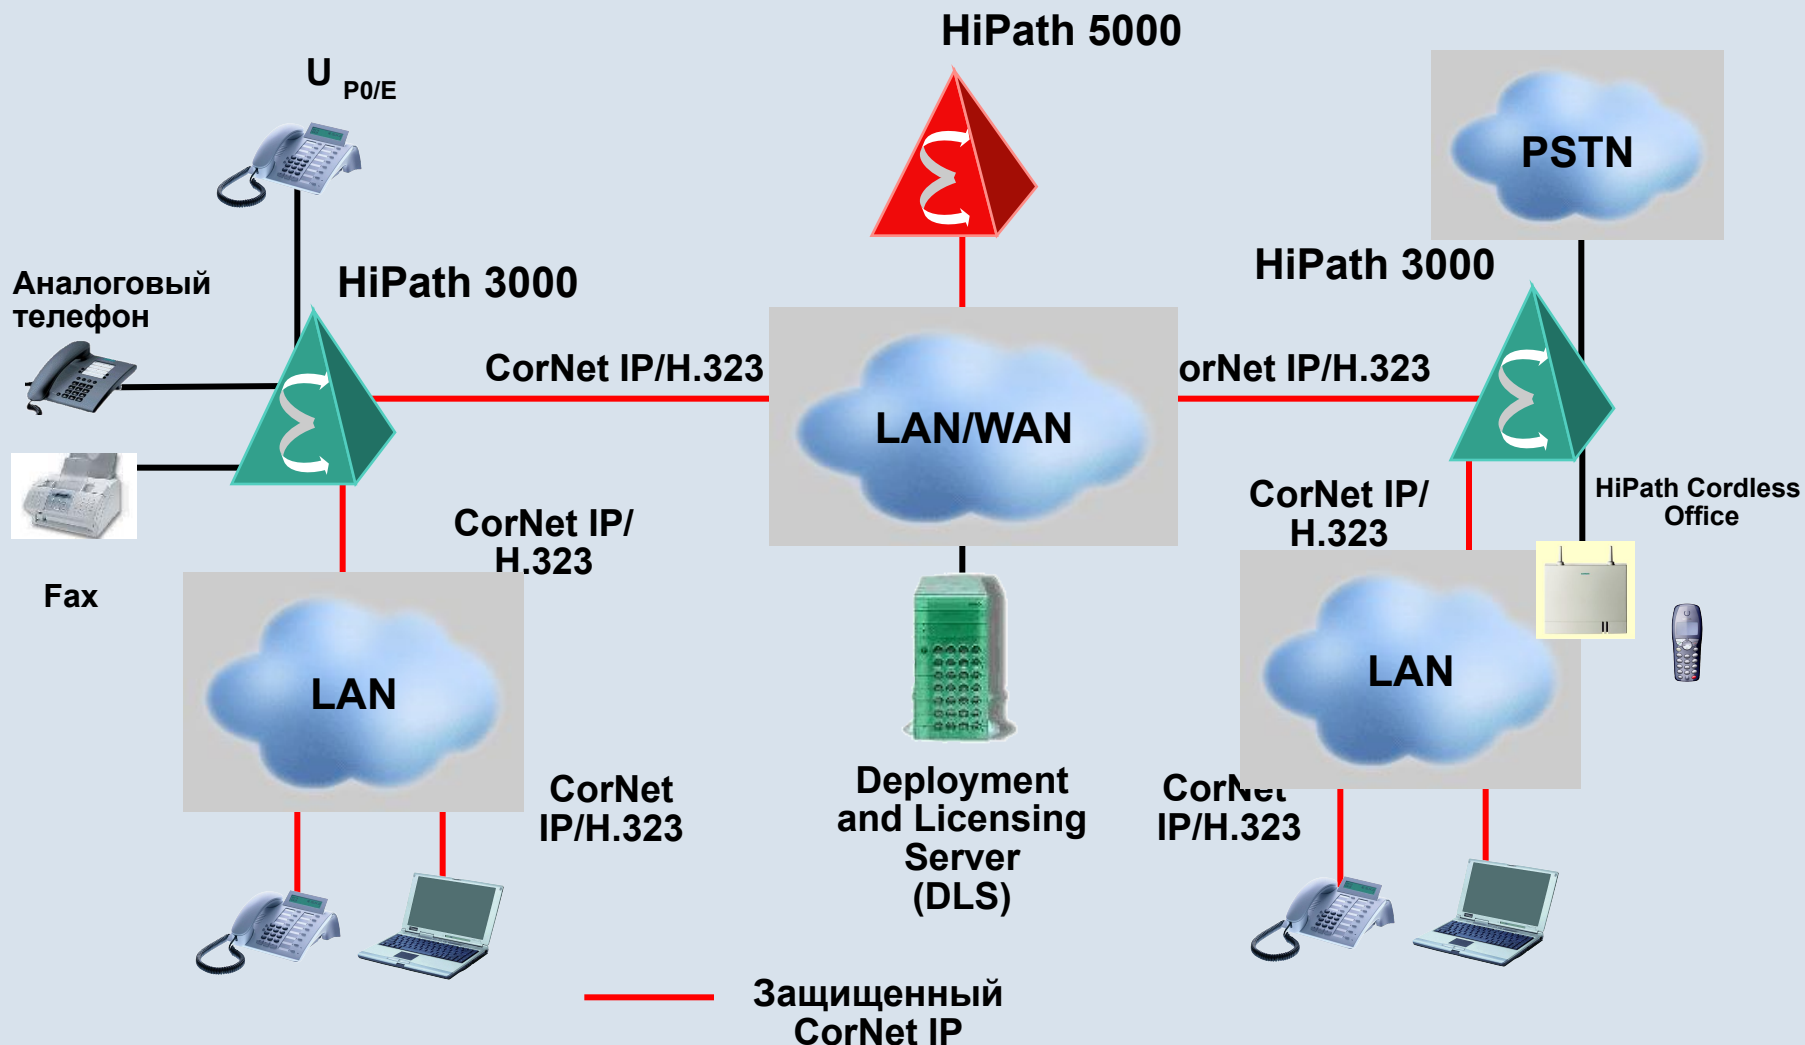 HiPath 5000
U P0/E
PSTN
HiPath 3000
HiPath 3000
Аналоговый
телефон
CorNet IP/H.323
orNet IP/H.323
LAN/WAN
CorNet IP/
H.323
CorNet IP/
H.323
HiPath Cordless
Office
Fax
LAN
LAN
CorNet
IP/H.323
Deployment
and Licensing
Server
(DLS)
CorNet
IP/H.323
Защищенный
CorNet IP